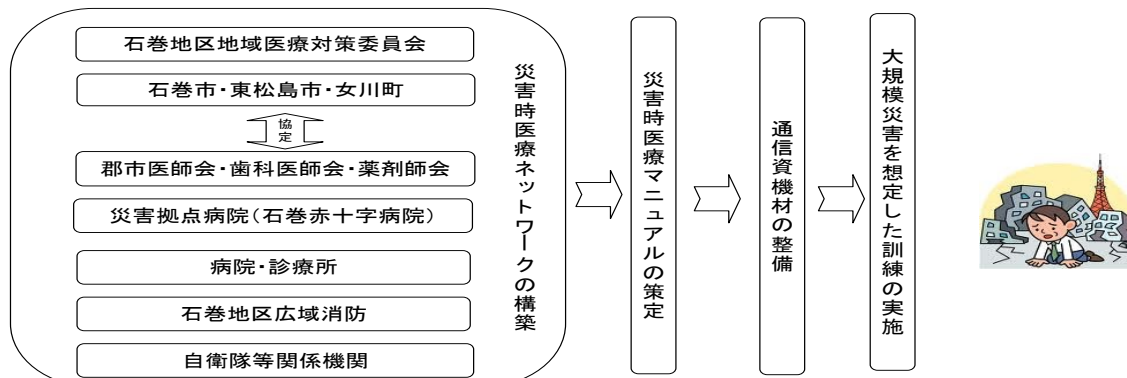 石巻地区地域医療対策委員会
石巻市・東松島市・女川町
協定
郡市医師会・歯科医師会・薬剤師会
災害拠点病院（石巻赤十字病院）
病院・診療所
石巻地区広域消防
自衛隊等関係機関
災害時医療ネットワークの構築
災害時医療マニュアルの策定
通信資機材の整備
大規模災害を想定した訓練の実施